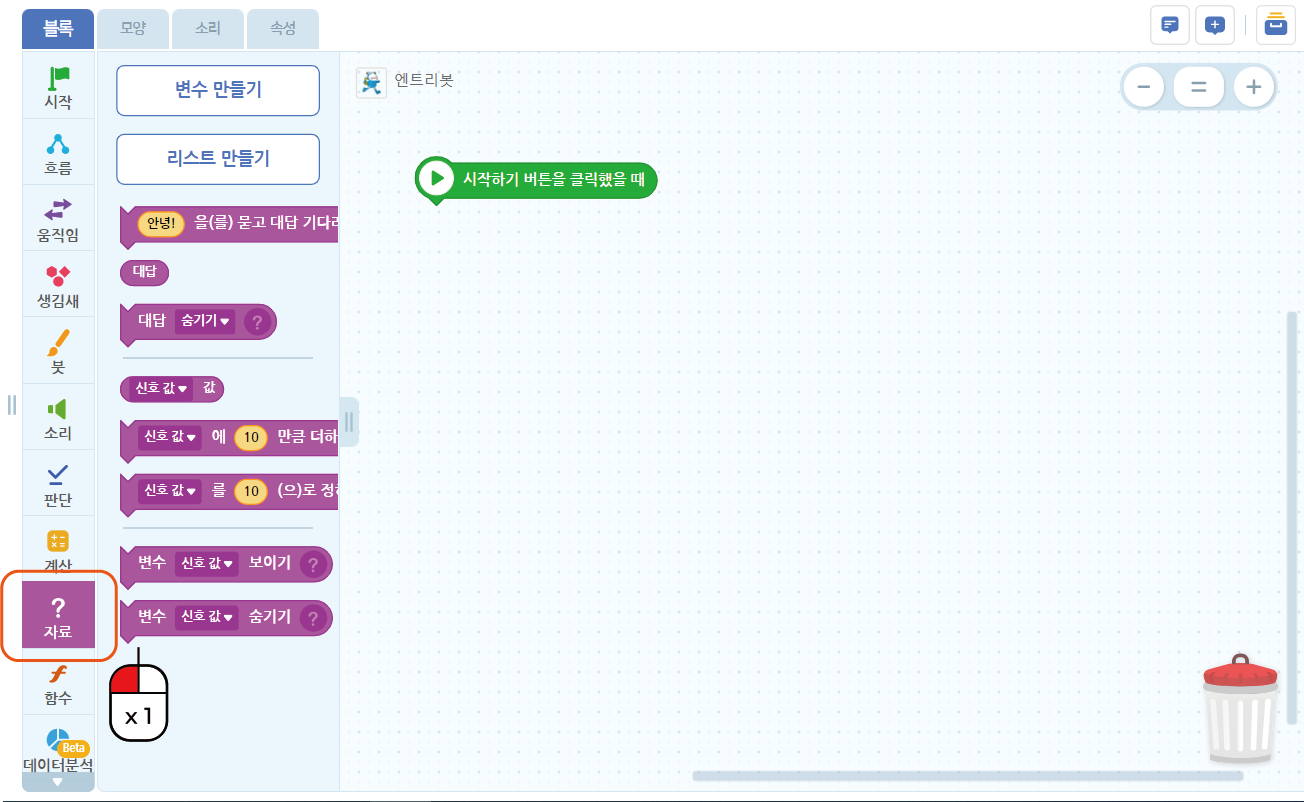 블록
모양
소리
속성
시작
흐름
움직임
생김새
붓
소리
판단
계산
?
자료
함수
Beta
데이터분석
변수 만들기
리스트 만들기
안녕! 을(를) 묻고 대답 기다리
대답
대답 숨기기 ?
신호 값 값
신호 값 에 10 만큼 더하
신호 값 를 10 (으)로 정하
변수 신호 값 보이기 ?
변수 신호 값 숨기기 ?
x 1
엔트리봇
시작하기 버튼을 클릭했을 때